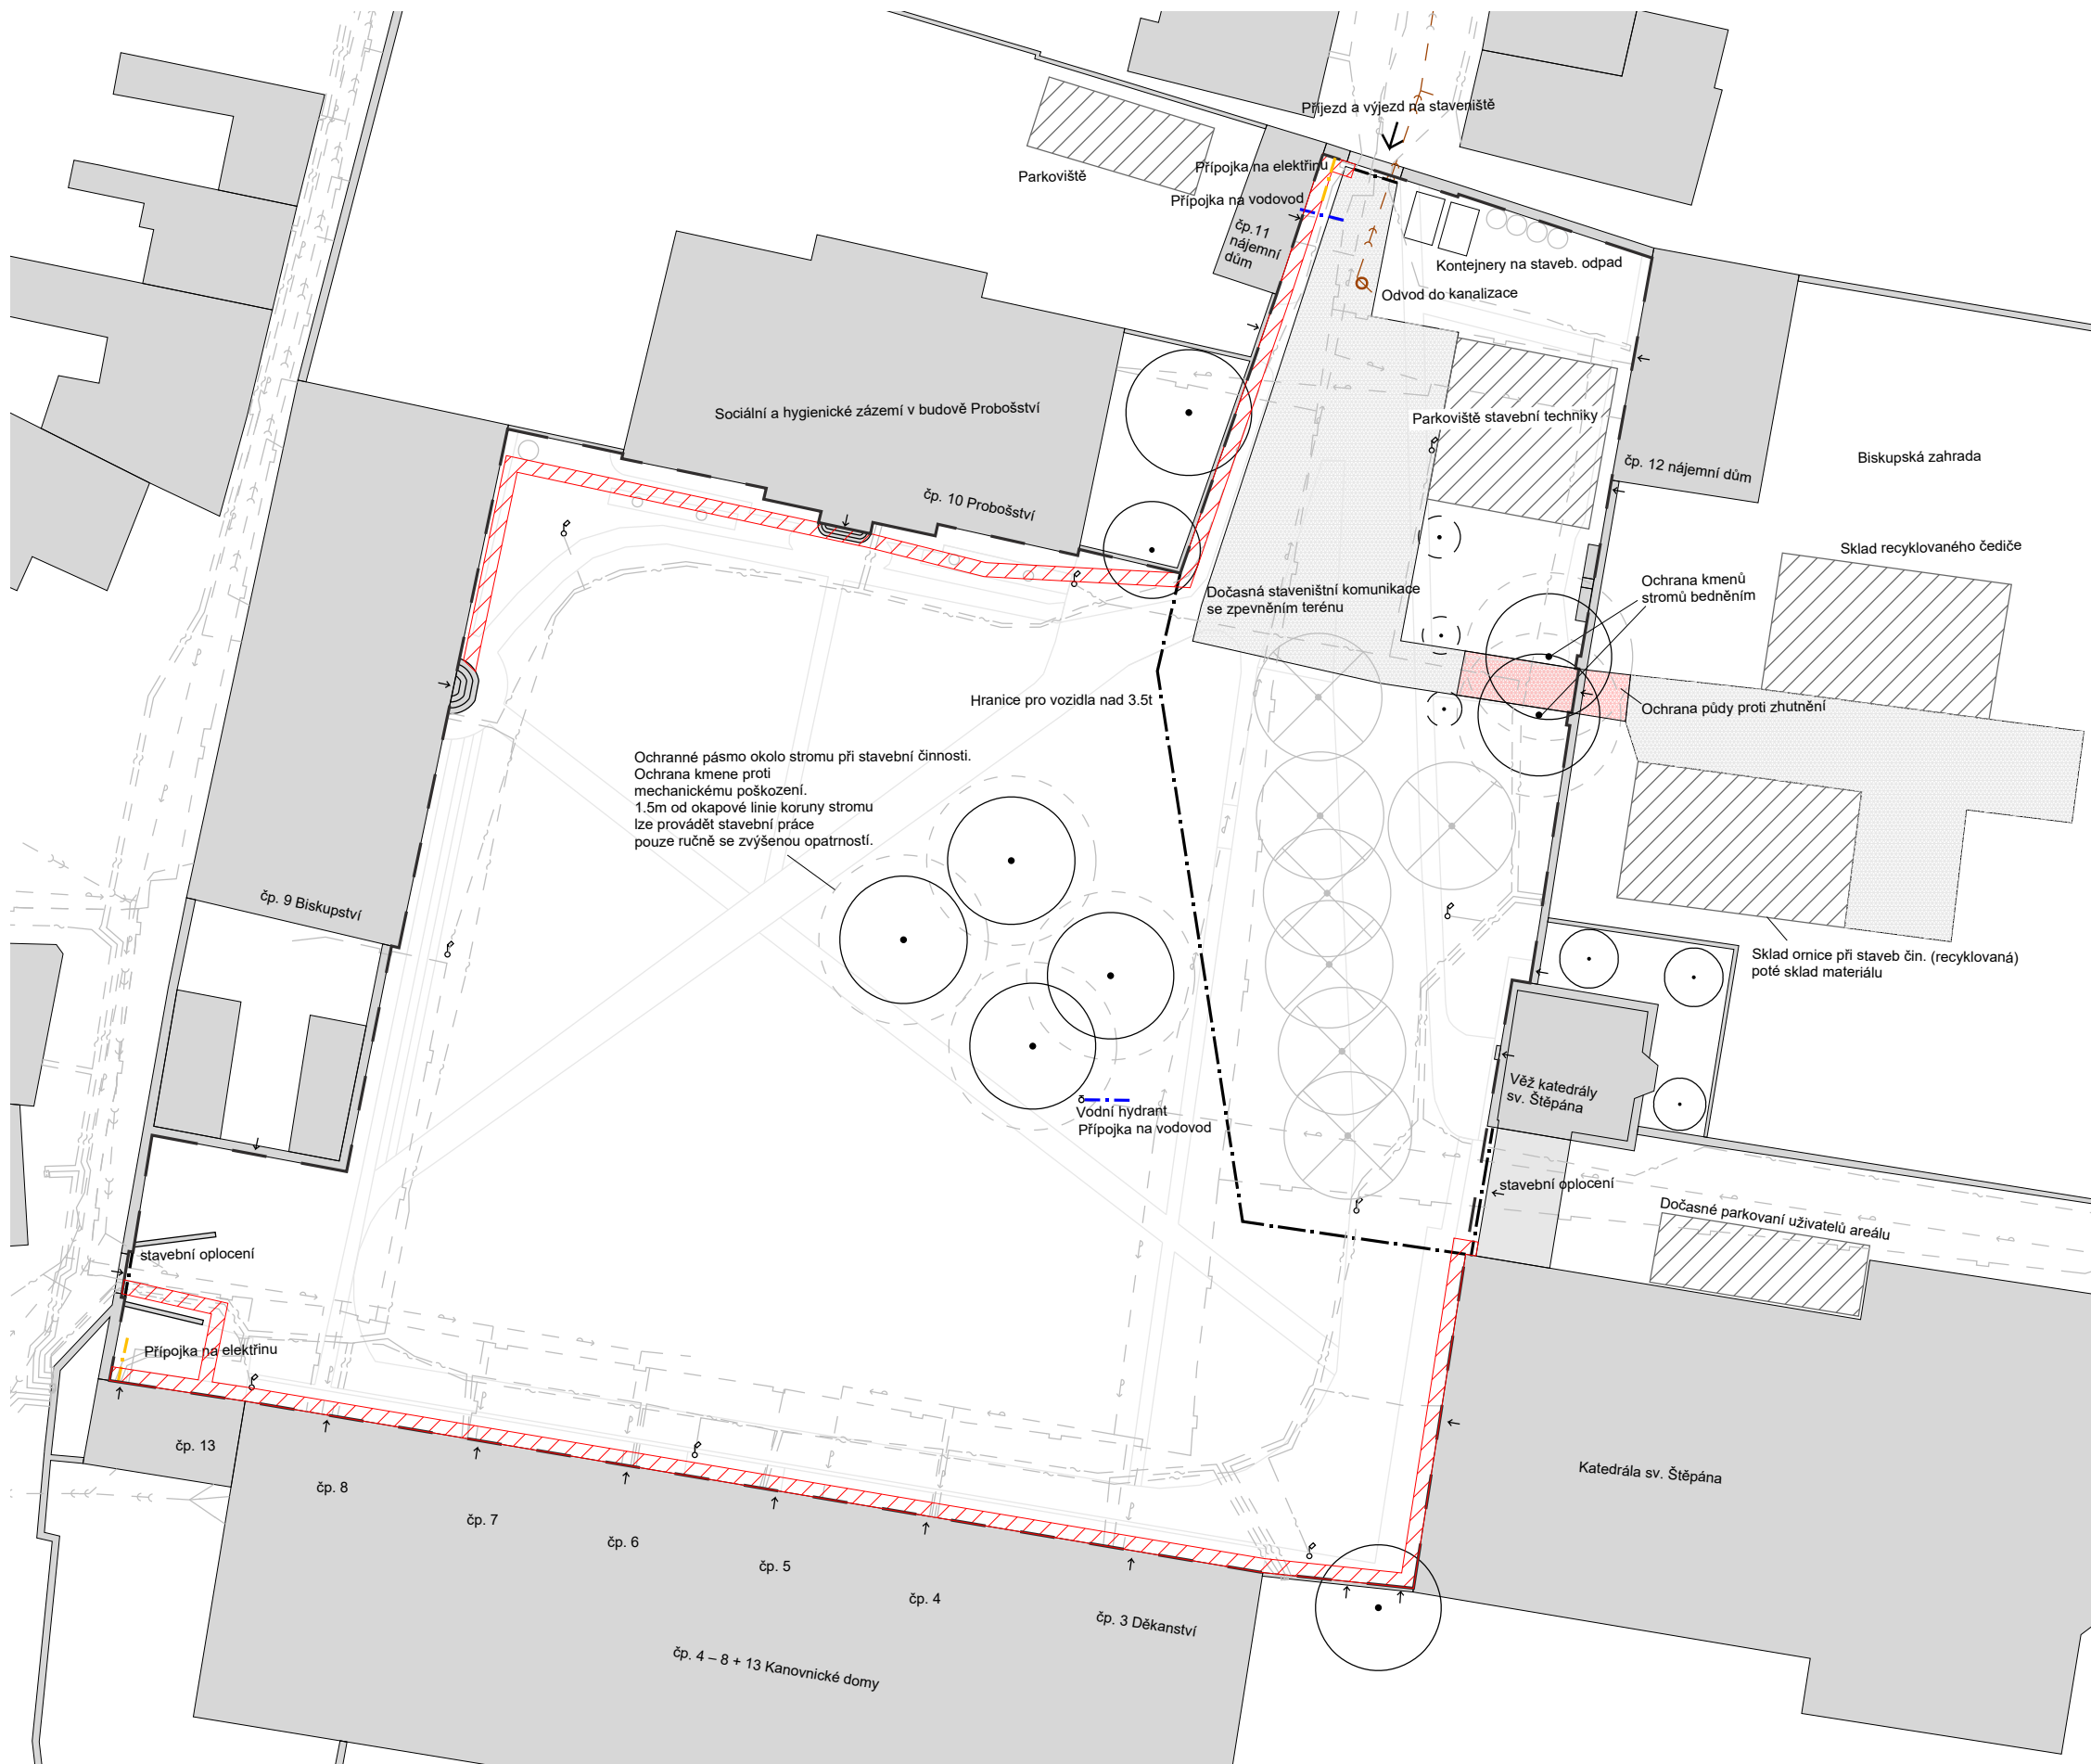 Příjezd a výjezd na staveniště
Přípojka na elektřinu
Parkoviště
Přípojka na vodovod
čp.11
nájemní
dům
Kontejnery na staveb. odpad
Odvod do kanalizace
Sociální a hygienické zázemí v budově Probošství
Parkoviště stavební techniky
čp. 12 nájemní dům
Biskupská zahrada
čp. 10 Probošství
Sklad recyklovaného čediče
Dočasná staveništní komunikace
se zpevněním terénu
Ochrana kmenů
stromů bedněním
Hranice pro vozidla nad 3.5t
Ochrana půdy proti zhutnění
Ochranné pásmo okolo stromu při stavební činnosti.
Ochrana kmene proti
mechanickému poškození.
1.5m od okapové linie koruny stromu
lze provádět stavební práce
pouze ručně se zvýšenou opatrností.
čp. 9 Biskupství
Sklad ornice při staveb čin. (recyklovaná)
poté sklad materiálu
Věž katedrály
sv. Štěpána
Vodní hydrant
Přípojka na vodovod
stavební oplocení
Dočasné parkovaní uživatelů areálu
stavební oplocení
Přípojka na elektřinu
čp. 13
čp. 8
čp. 7
čp. 6
čp. 5
čp. 4
čp. 3 Děkanství
Katedrála sv. Štěpána
čp. 4 – 8 + 13 Kanovnické domy